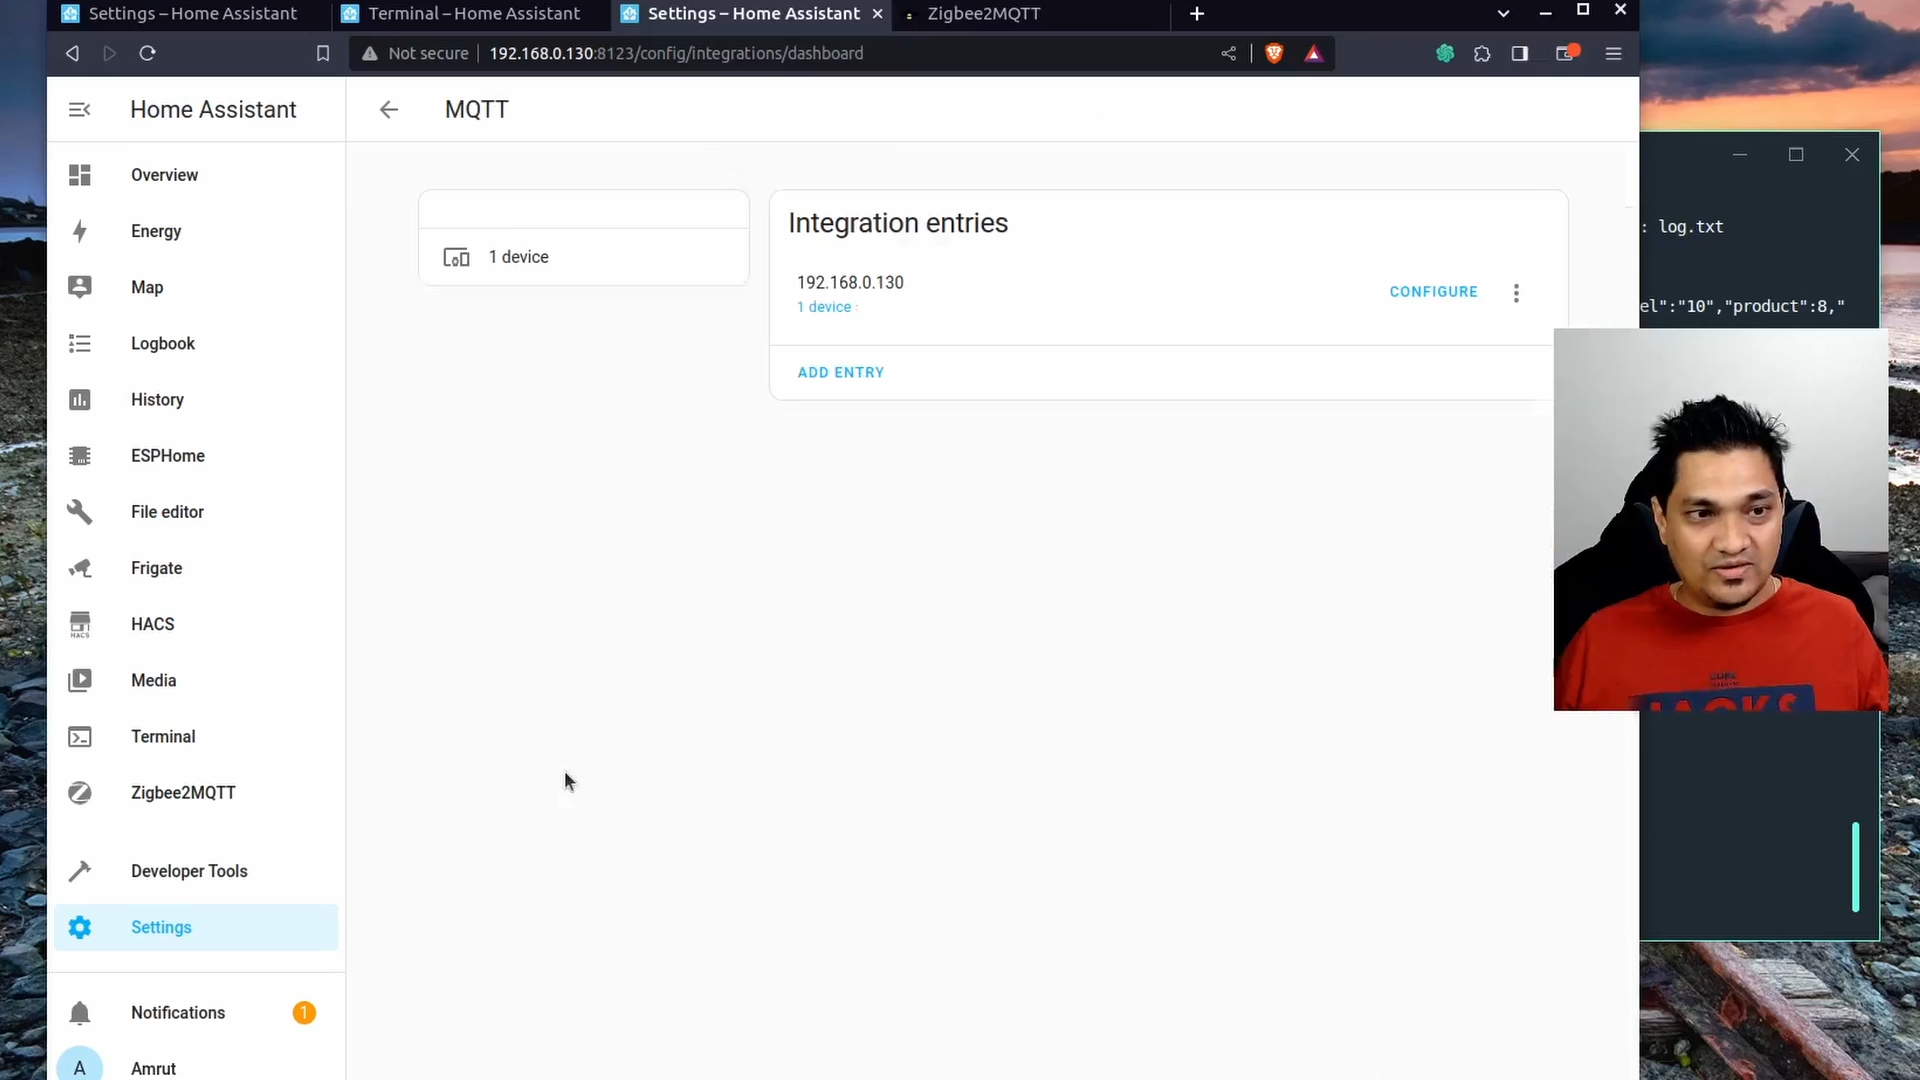 Settings – Home Assistant
Terminal – Home Assistant
Settings – Home Assistant
Zigbee2MQTT
Not secure
192.168.0.130:8123/config/integrations/dashboard
Home Assistant
MQTT
Overview
Energy
Map
Logbook
History
ESPHome
File editor
Frigate
HACS
HACS
Media
Terminal
Zigbee2MQTT
Developer Tools
Settings
Notifications
1
A
Amrut
1 device
Integration entries
192.168.0.130
1 device
CONFIGURE
ADD ENTRY
: log.txt
el":"10","product":8,"